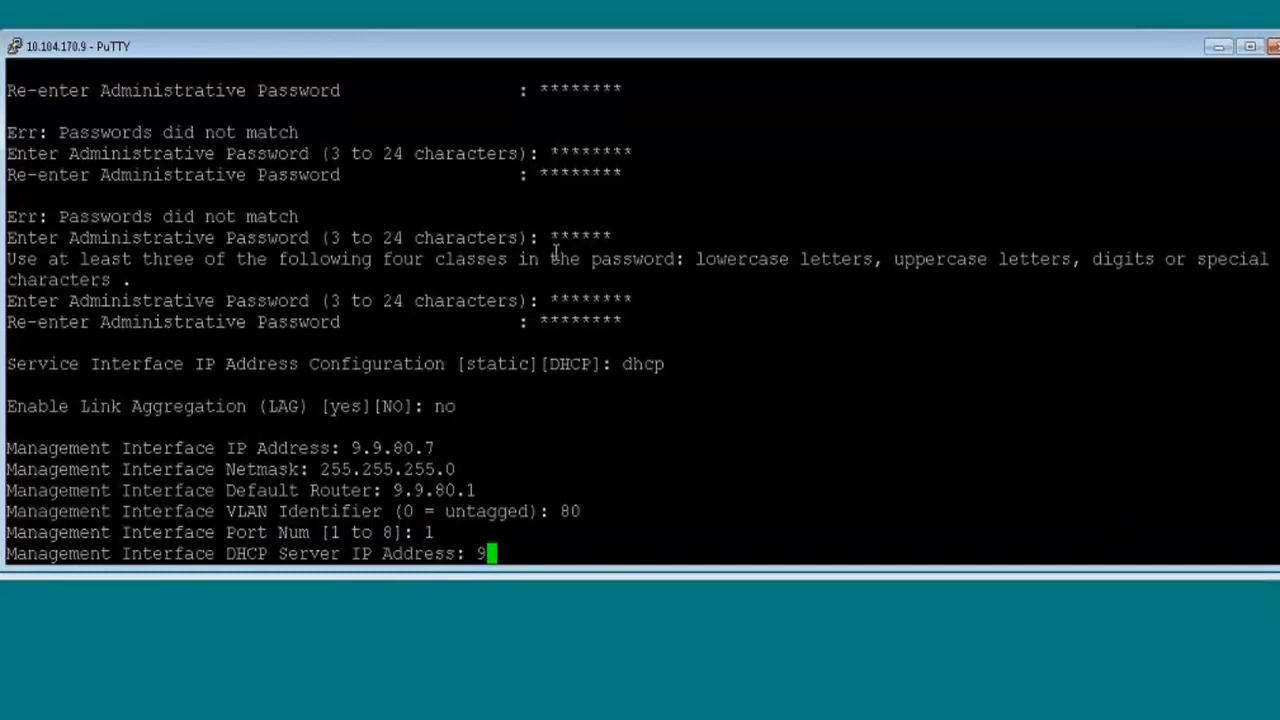 10.104.170.9 - PuTTY
Re-enter Administrative Password : ********
Err: Passwords did not match
Enter Administrative Password (3 to 24 characters): ********
Re-enter Administrative Password : ********
Err: Passwords did not match
Enter Administrative Password (3 to 24 characters): ******
Use at least three of the following four classes in the password: lowercase letters, uppercase letters, digits or special
characters .
Enter Administrative Password (3 to 24 characters): ********
Re-enter Administrative Password : ********
Service Interface IP Address Configuration [static][DHCP]: dhcp
Enable Link Aggregation (LAG) [yes][NO]: no
Management Interface IP Address: 9.9.80.7
Management Interface Netmask: 255.255.255.0
Management Interface Default Router: 9.9.80.1
Management Interface VLAN Identifier (0 = untagged): 80
Management Interface Port Num [1 to 8]: 1
Management Interface DHCP Server IP Address: 9